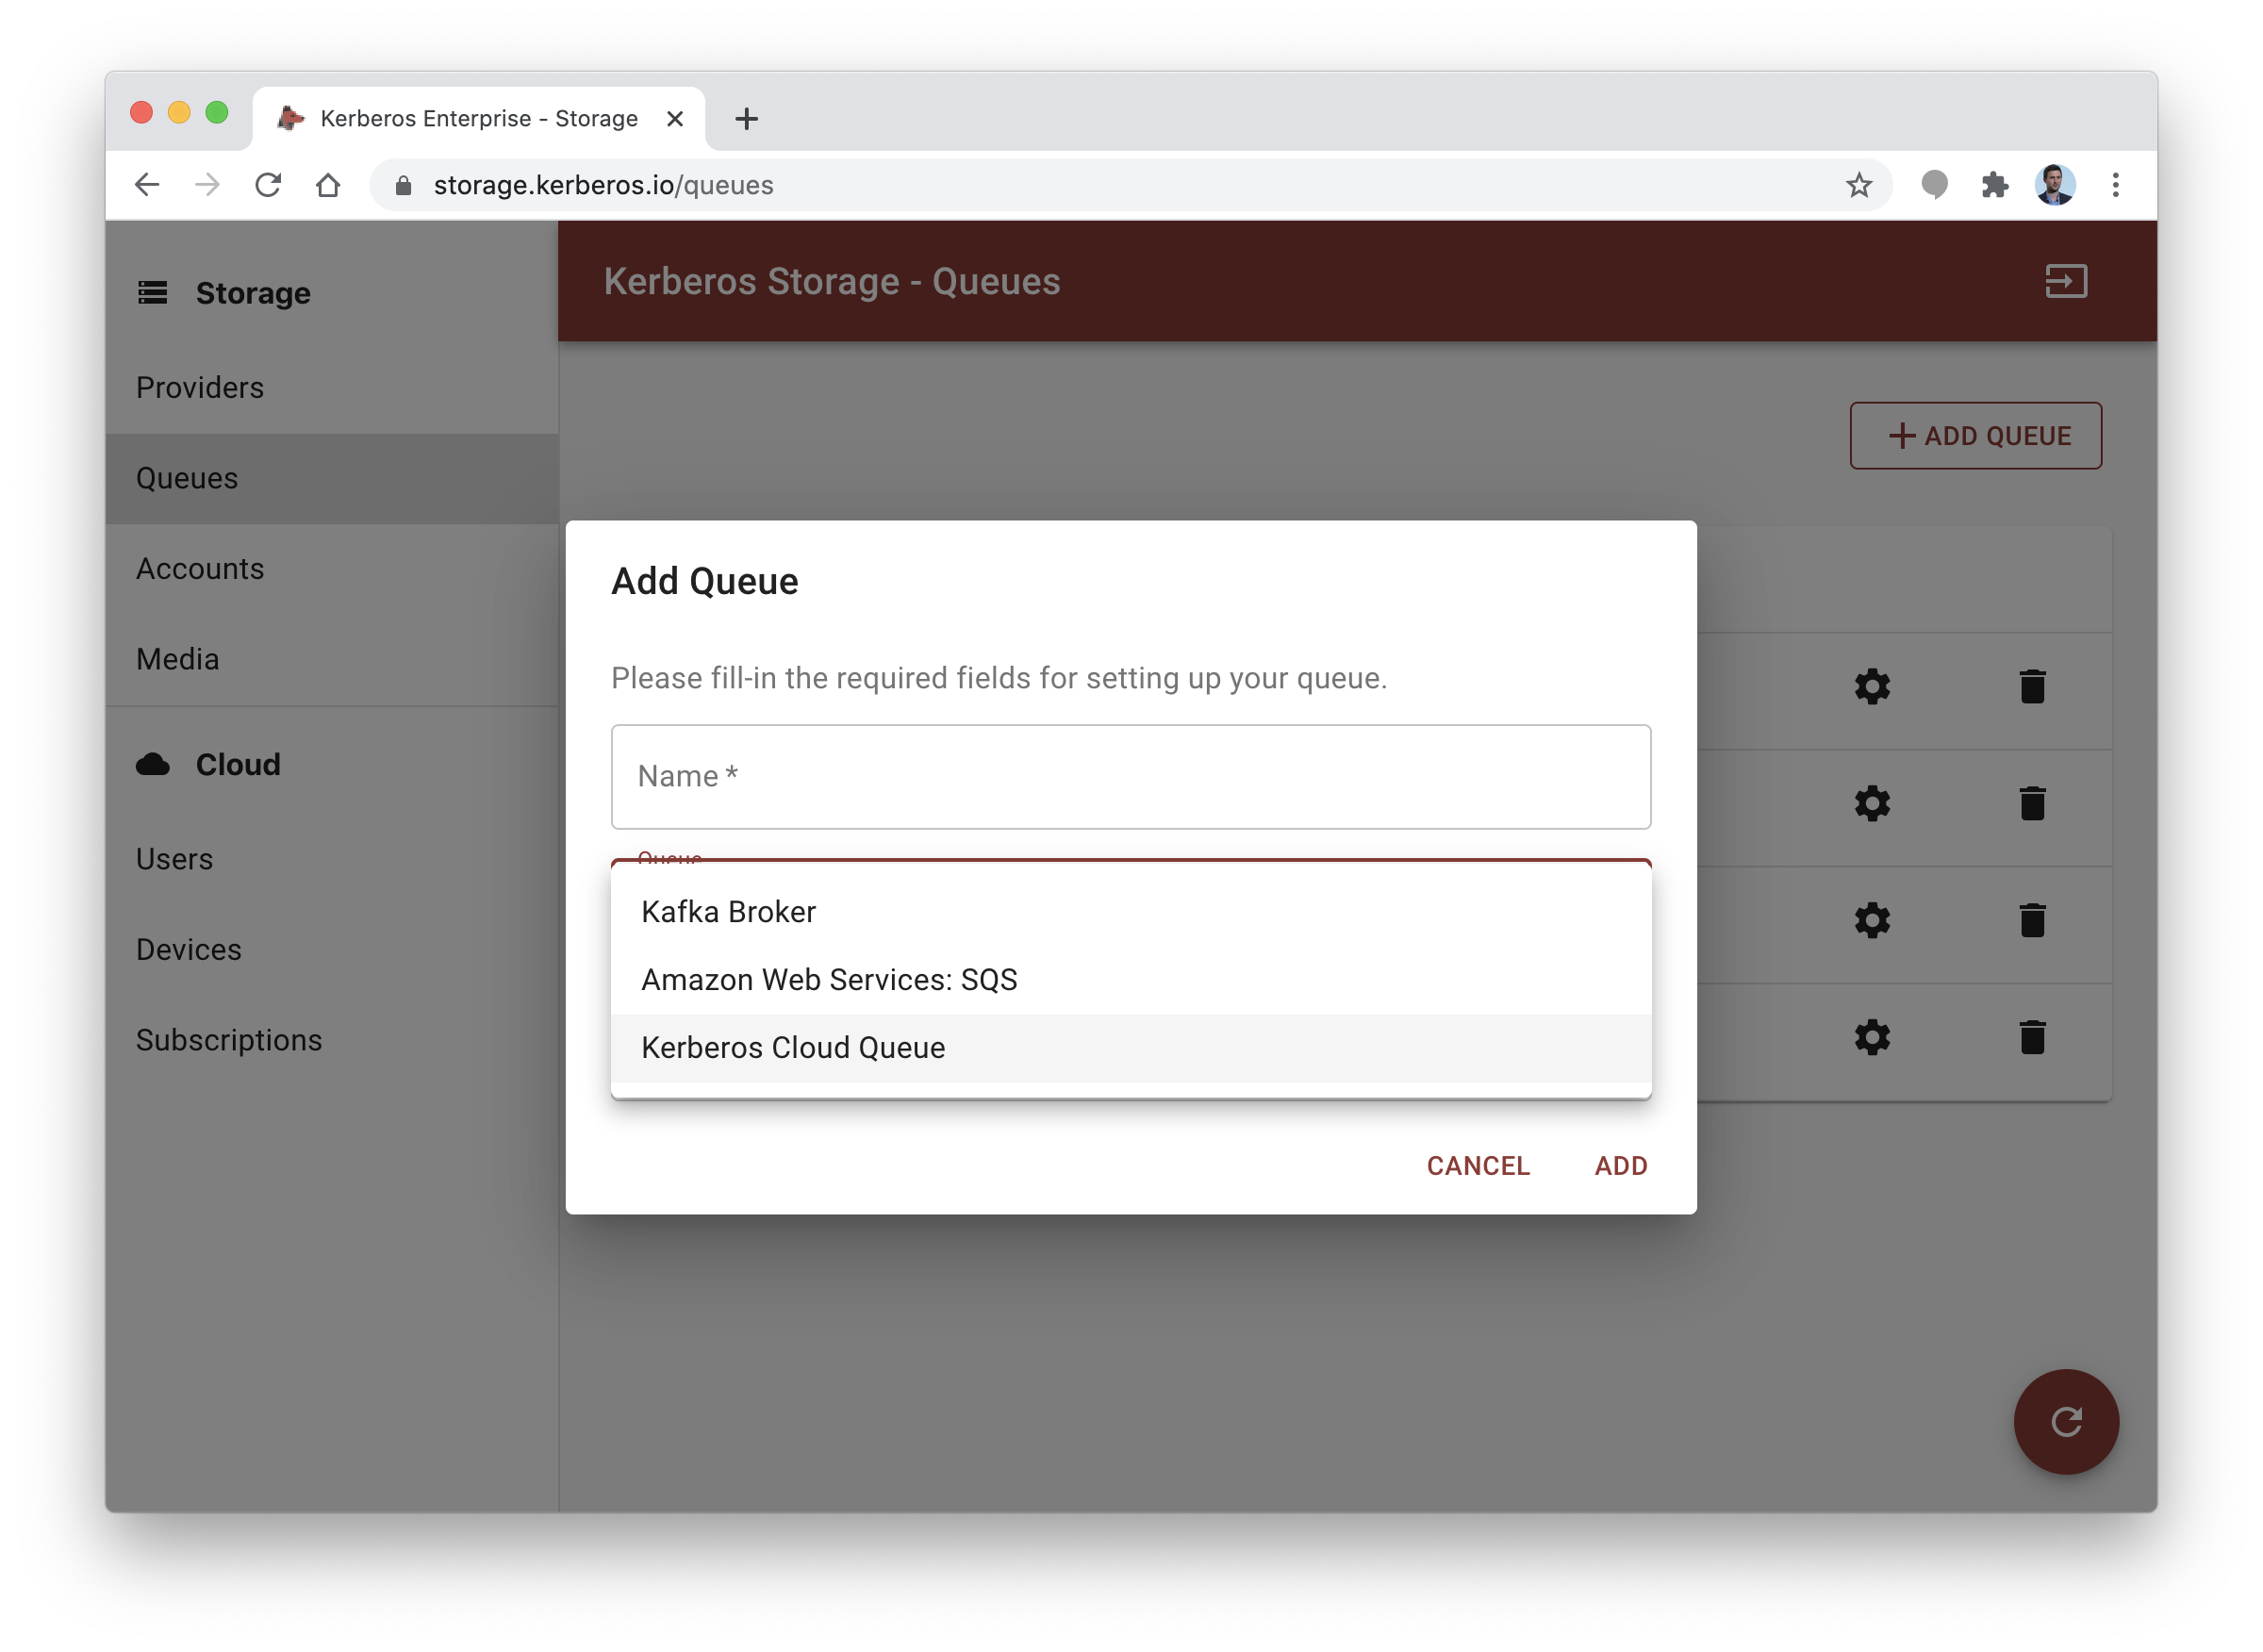 Kerberos Enterprise - Storage
storage.kerberos.io/queues
Storage
Providers
Queues
Accounts
Media
Cloud
Users
Devices
Subscriptions
Kerberos Storage - Queues
ADD QUEUE
Add Queue
Please fill-in the required fields for setting up your queue.
Name *
Queue
Kafka Broker
Amazon Web Services: SQS
Kerberos Cloud Queue
CANCEL ADD